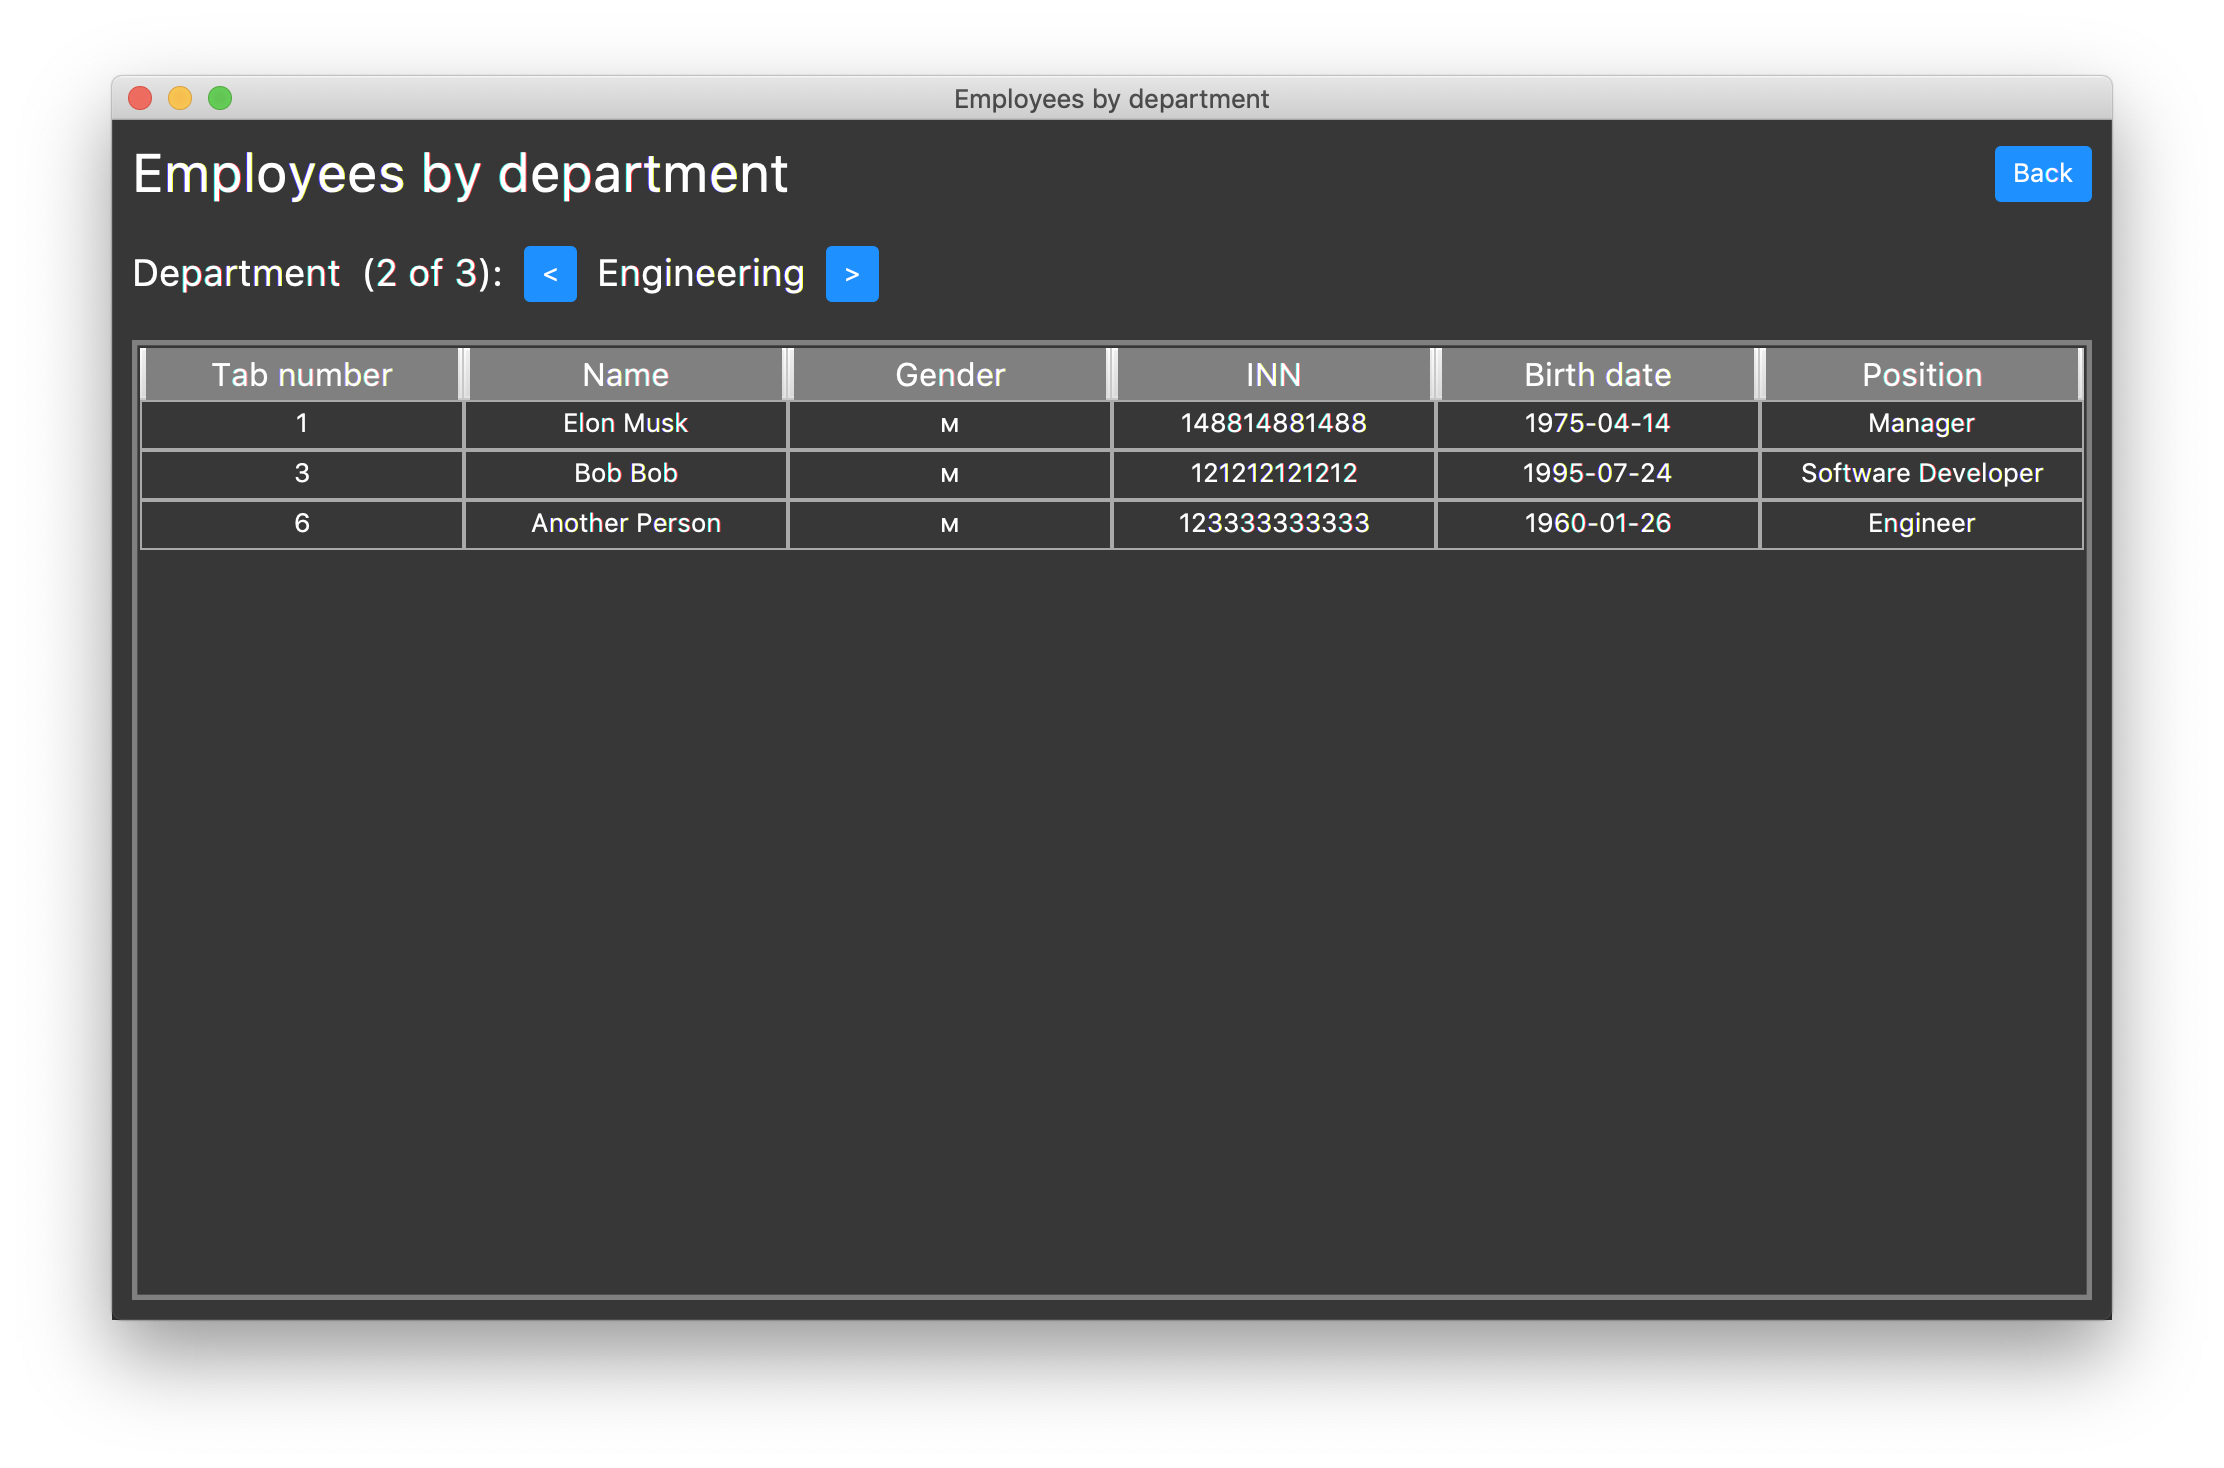 Employees by department
Employees by department Back
Department (2 of 3): < Engineering >
Tab number Name Gender INN Birth date Position
1 Elon Musk м 148814881488 1975-04-14 Manager
3 Bob Bob м 121212121212 1995-07-24 Software Developer
6 Another Person м 123333333333 1960-01-26 Engineer